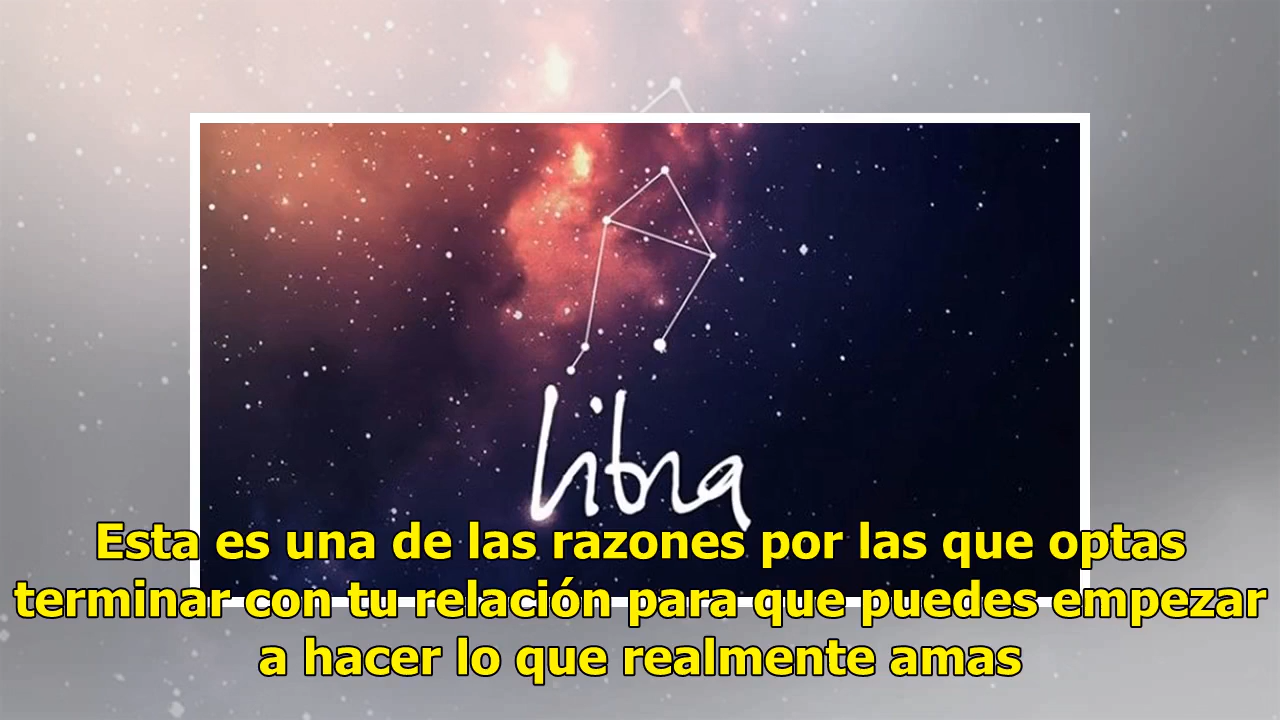 libra
Esta es una de las razones por las que optas
terminar con tu relación para que puedes empezar
a hacer lo que realmente amas